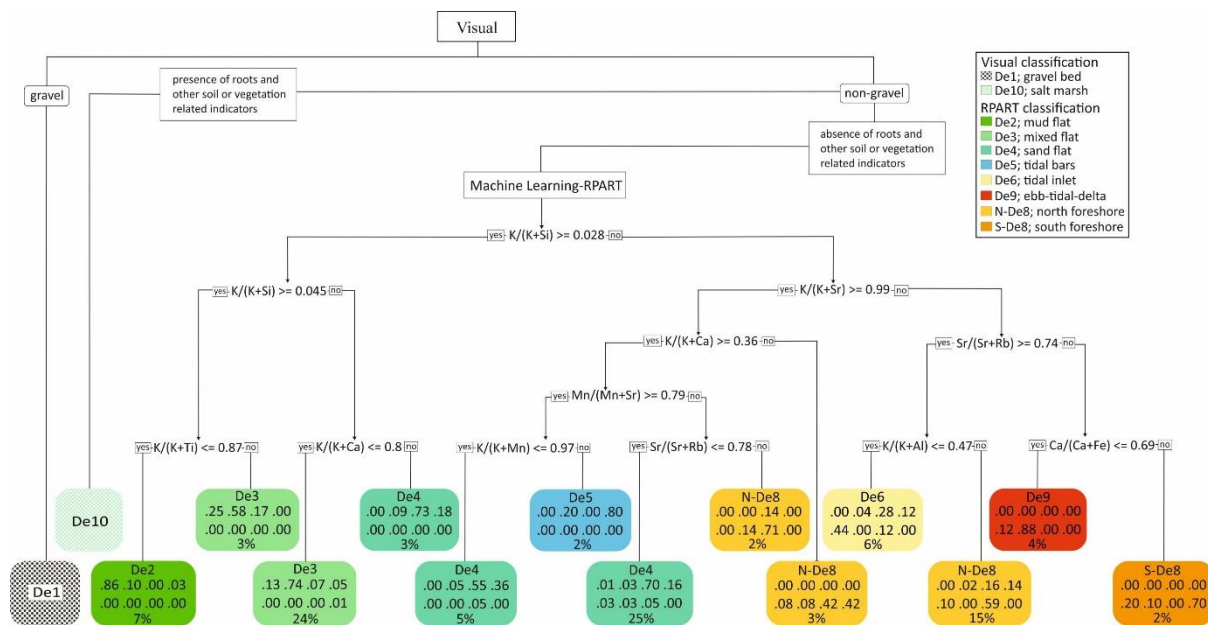 Visual
gravel
presence of roots and
other soil or vegetation
related indicators
non-gravel
absence of roots and
other soil or vegetation
related indicators
Visual classification
De1; gravel bed
De10; salt marsh
RPART classification
De2; mud flat
De3; mixed flat
De4; sand flat
De5; tidal bars
De6; tidal inlet
De9; ebb-tidal-delta
N-De8; north foreshore
S-De8; south foreshore
Machine Learning-RPART
yes K/(K+Si) >= 0.028 no
yes K/(K+Si) >= 0.045 no
yes K/(K+Sr) >= 0.99 no
yes K/(K+Ca) >= 0.36 no
yes Sr/(Sr+Rb) >= 0.74 no
yes Mn/(Mn+Sr) >= 0.79 no
yes K/(K+Ti) <= 0.87 no
yes K/(K+Ca) <= 0.8 no
yes K/(K+Mn) <= 0.97 no
yes Sr/(Sr+Rb) <= 0.78 no
yes K/(K+Al) <= 0.47 no
yes Ca/(Ca+Fe) <= 0.69 no
De10
De3
.25 .58 .17 .00
.00 .00 .00 .00
3%
De4
.00 .09 .73 .18
.00 .00 .00 .00
3%
De5
.00 .20 .00 .80
.00 .00 .00 .00
2%
N-De8
.00 .00 .14 .00
.00 .14 .71 .00
2%
De6
.00 .04 .28 .12
.44 .00 .12 .00
6%
De9
.00 .00 .00 .00
.12 .88 .00 .00
4%
De1
De2
.86 .10 .00 .03
.00 .00 .00 .00
7%
De3
.13 .74 .07 .05
.00 .00 .00 .01
24%
De4
.00 .05 .55 .36
.00 .00 .05 .00
5%
De4
.01 .03 .70 .16
.03 .03 .05 .00
25%
N-De8
.00 .00 .00 .00
.08 .08 .42 .42
3%
N-De8
.00 .02 .16 .14
.10 .00 .59 .00
15%
S-De8
.00 .00 .00 .00
.20 .10 .00 .70
2%